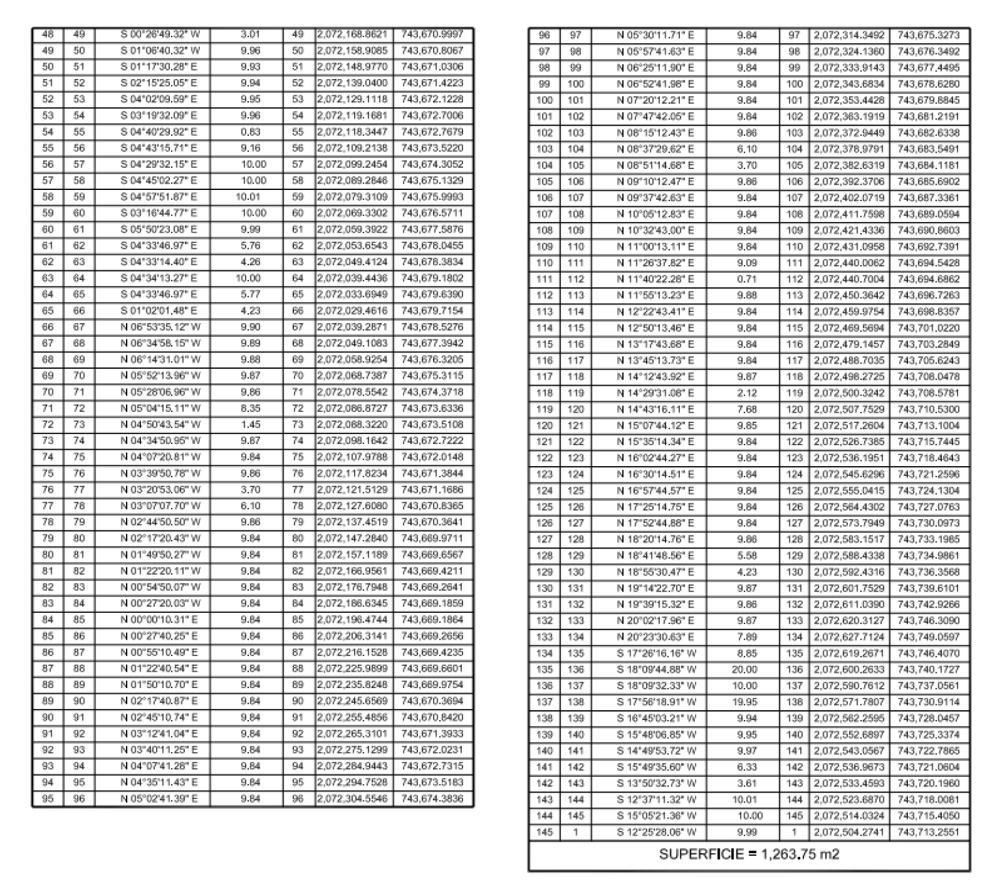 48 49 S 00°26'49.32" W 3.01 49 2,072,168.8621 743,670.9997
49 50 S 01°06'40.32" W 9.96 50 2,072,158.9085 743,670.8067
50 51 S 01°17'30.28" E 9.93 51 2,072,148.9770 743,671.0306
51 52 S 02°15'25.05" E 9.94 52 2,072,139.0400 743,671.4223
52 53 S 04°02'09.59" E 9.95 53 2,072,129.1118 743,672.1228
53 54 S 03°19'32.09" E 9.96 54 2,072,119.1681 743,672.7006
54 55 S 04°40'29.92" E 0.83 55 2,072,118.3447 743,672.7679
55 56 S 04°43'15.71" E 9.16 56 2,072,109.2138 743,673.5220
56 57 S 04°29'32.15" E 10.00 57 2,072,099.2454 743,674.3052
57 58 S 04°45'02.27" E 10.00 58 2,072,089.2846 743,675.1329
58 59 S 04°57'51.87" E 10.01 59 2,072,079.3109 743,675.9993
59 60 S 03°16'44.77" E 10.00 60 2,072,069.3302 743,676.5711
60 61 S 05°50'23.08" E 9.99 61 2,072,059.3922 743,677.5876
61 62 S 04°33'46.97" E 5.76 62 2,072,053.6543 743,678.0455
62 63 S 04°33'14.40" E 4.26 63 2,072,049.4124 743,678.3834
63 64 S 04°34'13.27" E 10.00 64 2,072,039.4436 743,679.1802
64 65 S 04°33'46.97" E 5.77 65 2,072,033.6949 743,679.6390
65 66 S 01°02'01.48" E 4.23 66 2,072,029.4616 743,679.7154
66 67 N 06°53'35.12" W 9.90 67 2,072,039.2871 743,678.5276
67 68 N 06°34'58.15" W 9.89 68 2,072,049.1083 743,677.3942
68 69 N 06°14'31.01" W 9.88 69 2,072,058.9254 743,676.3205
69 70 N 05°52'13.96" W 9.87 70 2,072,068.7387 743,675.3115
70 71 N 05°28'06.96" W 9.86 71 2,072,078.5542 743,674.3718
71 72 N 05°04'15.11" W 8.35 72 2,072,086.8727 743,673.6336
72 73 N 04°50'43.54" W 1.45 73 2,072,088.3220 743,673.5108
73 74 N 04°34'50.95" W 9.87 74 2,072,098.1642 743,672.7222
74 75 N 04°07'20.81" W 9.84 75 2,072,107.9788 743,672.0148
75 76 N 03°39'50.78" W 9.86 76 2,072,117.8234 743,671.3844
76 77 N 03°20'53.06" W 3.70 77 2,072,121.5129 743,671.1686
77 78 N 03°07'07.70" W 6.10 78 2,072,127.6080 743,670.8365
78 79 N 02°44'50.50" W 9.86 79 2,072,137.4519 743,670.3641
79 80 N 02°17'20.43" W 9.84 80 2,072,147.2840 743,669.9711
80 81 N 01°49'50.27" W 9.84 81 2,072,157.1189 743,669.6567
81 82 N 01°22'20.11" W 9.84 82 2,072,166.9561 743,669.4211
82 83 N 00°54'50.07" W 9.84 83 2,072,176.7948 743,669.2641
83 84 N 00°27'20.03" W 9.84 84 2,072,186.6345 743,669.1859
84 85 N 00°00'10.31" E 9.84 85 2,072,196.4744 743,669.1864
85 86 N 00°27'40.25" E 9.84 86 2,072,206.3141 743,669.2656
86 87 N 00°55'10.49" E 9.84 87 2,072,216.1528 743,669.4235
87 88 N 01°22'40.54" E 9.84 88 2,072,225.9899 743,669.6601
88 89 N 01°50'10.70" E 9.84 89 2,072,235.8248 743,669.9754
89 90 N 02°17'40.87" E 9.84 90 2,072,245.6569 743,670.3694
90 91 N 02°45'10.74" E 9.84 91 2,072,255.4856 743,670.8420
91 92 N 03°12'41.04" E 9.84 92 2,072,265.3101 743,671.3933
92 93 N 03°40'11.25" E 9.84 93 2,072,275.1299 743,672.0231
93 94 N 04°07'41.28" E 9.84 94 2,072,284.9443 743,672.7315
94 95 N 04°35'11.43" E 9.84 95 2,072,294.7528 743,673.5183
95 96 N 05°02'41.39" E 9.84 96 2,072,304.5546 743,674.3836
96 97 N 05°30'11.71" E 9.84 97 2,072,314.3492 743,675.3273
97 98 N 05°57'41.63" E 9.84 98 2,072,324.1360 743,676.3492
98 99 N 06°25'11.90" E 9.84 99 2,072,333.9143 743,677.4495
99 100 N 06°52'41.98" E 9.84 100 2,072,343.6834 743,678.6280
100 101 N 07°20'12.21" E 9.84 101 2,072,353.4428 743,679.8845
101 102 N 07°47'42.05" E 9.84 102 2,072,363.1919 743,681.2191
102 103 N 08°15'12.43" E 9.86 103 2,072,372.9449 743,682.6338
103 104 N 08°37'29.62" E 6.10 104 2,072,378.9791 743,683.5491
104 105 N 08°51'14.68" E 3.70 105 2,072,382.6319 743,684.1181
105 106 N 09°10'12.47" E 9.86 106 2,072,392.3706 743,685.6902
106 107 N 09°37'42.63" E 9.84 107 2,072,402.0719 743,687.3361
107 108 N 10°05'12.83" E 9.84 108 2,072,411.7598 743,689.0594
108 109 N 10°32'43.00" E 9.84 109 2,072,421.4336 743,690.8603
109 110 N 11°00'13.11" E 9.84 110 2,072,431.0958 743,692.7391
110 111 N 11°26'37.82" E 9.09 111 2,072,440.0062 743,694.5428
111 112 N 11°40'22.28" E 0.71 112 2,072,440.7004 743,694.6862
112 113 N 11°55'13.23" E 9.88 113 2,072,450.3642 743,696.7263
113 114 N 12°22'43.41" E 9.84 114 2,072,459.9754 743,698.8357
114 115 N 12°50'13.46" E 9.84 115 2,072,469.5694 743,701.0220
115 116 N 13°17'43.68" E 9.84 116 2,072,479.1457 743,703.2849
116 117 N 13°45'13.73" E 9.84 117 2,072,488.7035 743,705.6243
117 118 N 14°12'43.92" E 9.87 118 2,072,498.2725 743,708.0478
118 119 N 14°29'31.08" E 2.12 119 2,072,500.3242 743,708.5781
119 120 N 14°43'16.11" E 7.68 120 2,072,507.7529 743,710.5300
120 121 N 15°07'44.12" E 9.85 121 2,072,517.2604 743,713.1004
121 122 N 15°35'14.34" E 9.84 122 2,072,526.7385 743,715.7445
122 123 N 16°02'44.27" E 9.84 123 2,072,536.1951 743,718.4643
123 124 N 16°30'14.51" E 9.84 124 2,072,545.6296 743,721.2596
124 125 N 16°57'44.57" E 9.84 125 2,072,555.0415 743,724.1304
125 126 N 17°25'14.75" E 9.84 126 2,072,564.4302 743,727.0763
126 127 N 17°52'44.88" E 9.84 127 2,072,573.7949 743,730.0973
127 128 N 18°20'14.76" E 9.86 128 2,072,583.1517 743,733.1985
128 129 N 18°41'48.56" E 5.58 129 2,072,588.4338 743,734.9861
129 130 N 18°55'30.47" E 4.23 130 2,072,592.4316 743,736.3568
130 131 N 19°14'22.70" E 9.87 131 2,072,601.7529 743,739.6101
131 132 N 19°39'15.32" E 9.86 132 2,072,611.0390 743,742.9266
132 133 N 20°02'17.96" E 9.87 133 2,072,620.3127 743,746.3090
133 134 N 20°23'30.63" E 7.89 134 2,072,627.7124 743,749.0597
134 135 S 17°26'16.16" W 8.85 135 2,072,619.2671 743,746.4070
135 136 S 18°09'44.88" W 20.00 136 2,072,600.2633 743,740.1727
136 137 S 18°09'32.33" W 10.00 137 2,072,590.7612 743,737.0561
137 138 S 17°56'18.91" W 19.95 138 2,072,571.7807 743,730.9114
138 139 S 16°45'03.21" W 9.94 139 2,072,562.2595 743,728.0457
139 140 S 15°48'06.85" W 9.95 140 2,072,552.6897 743,725.3374
140 141 S 14°49'53.72" W 9.97 141 2,072,543.0567 743,722.7865
141 142 S 15°49'35.60" W 6.33 142 2,072,536.9673 743,721.0604
142 143 S 13°50'32.73" W 3.61 143 2,072,533.4593 743,720.1960
143 144 S 12°37'11.32" W 10.01 144 2,072,523.6870 743,718.0081
144 145 S 15°05'21.36" W 10.00 145 2,072,514.0324 743,715.4050
145 1 S 12°25'28.06" W 9.99 1 2,072,504.2741 743,713.2551
SUPERFICIE = 1,263.75 m2